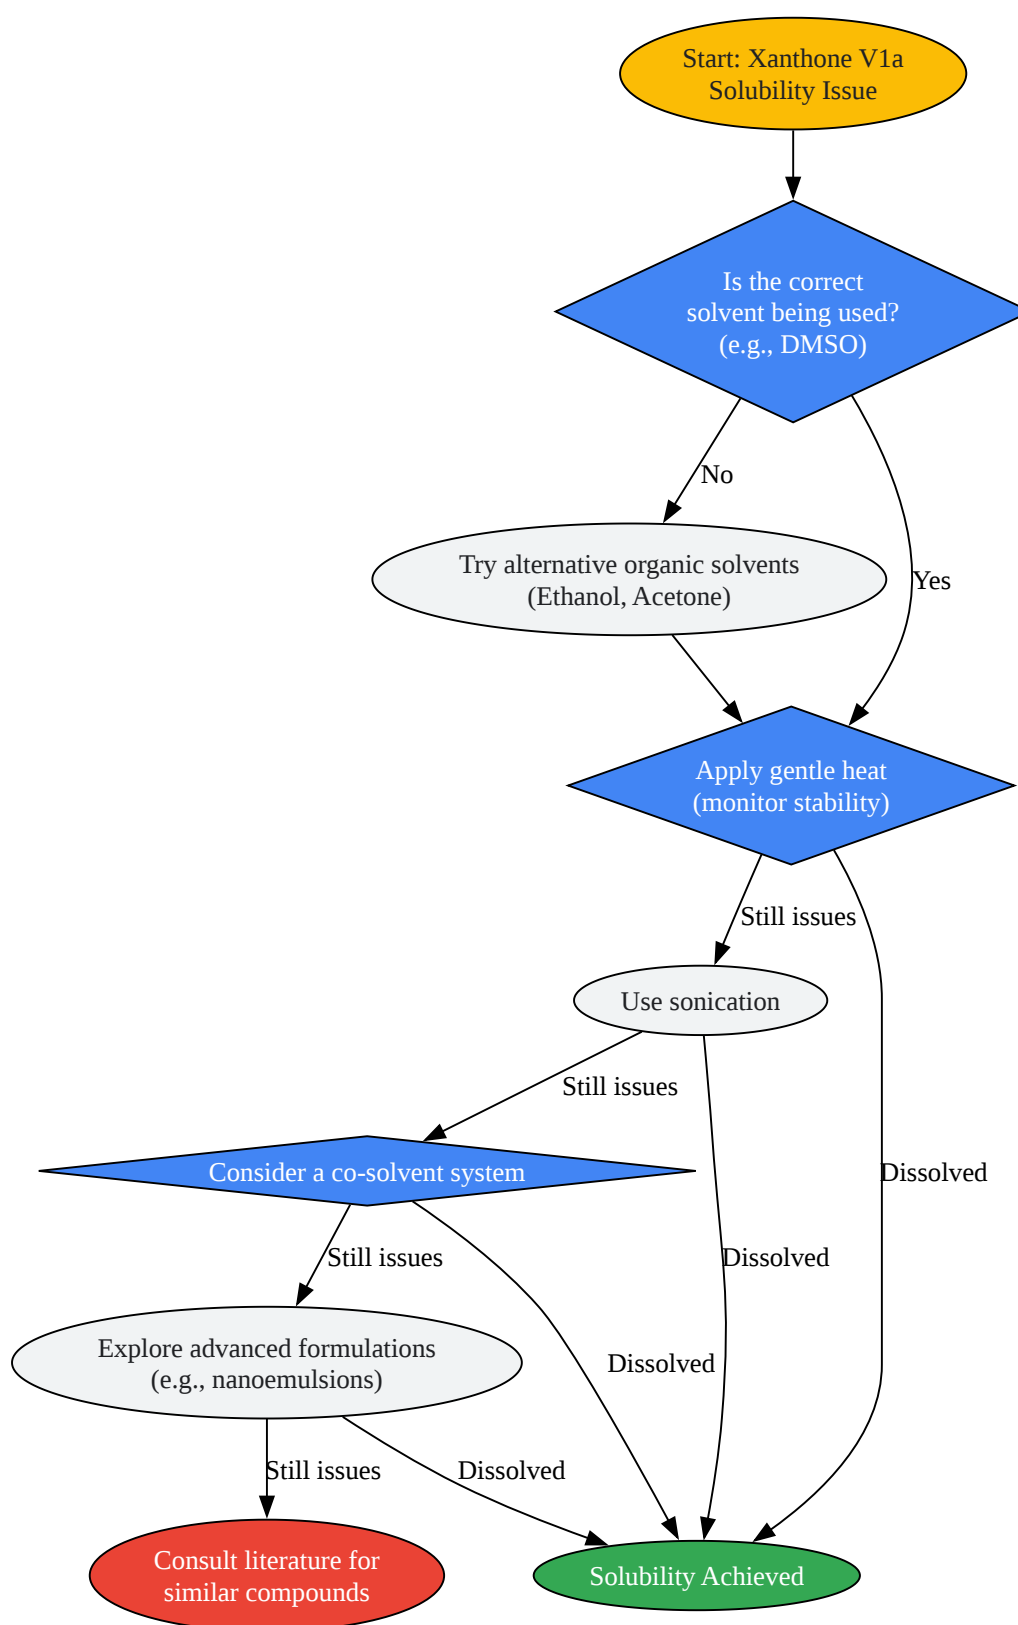 Start: Xanthone V1a
Solubility Issue
Is the correct
solvent being used?
(e.g., DMSO)
No
Try alternative organic solvents
(Ethanol, Acetone)
Yes
Apply gentle heat
(monitor stability)
Still issues
Use sonication
Still issues
Consider a co-solvent system
Dissolved
Still issues
Dissolved
Explore advanced formulations
(e.g., nanoemulsions)
Dissolved
Still issues
Dissolved
Consult literature for
similar compounds
Solubility Achieved